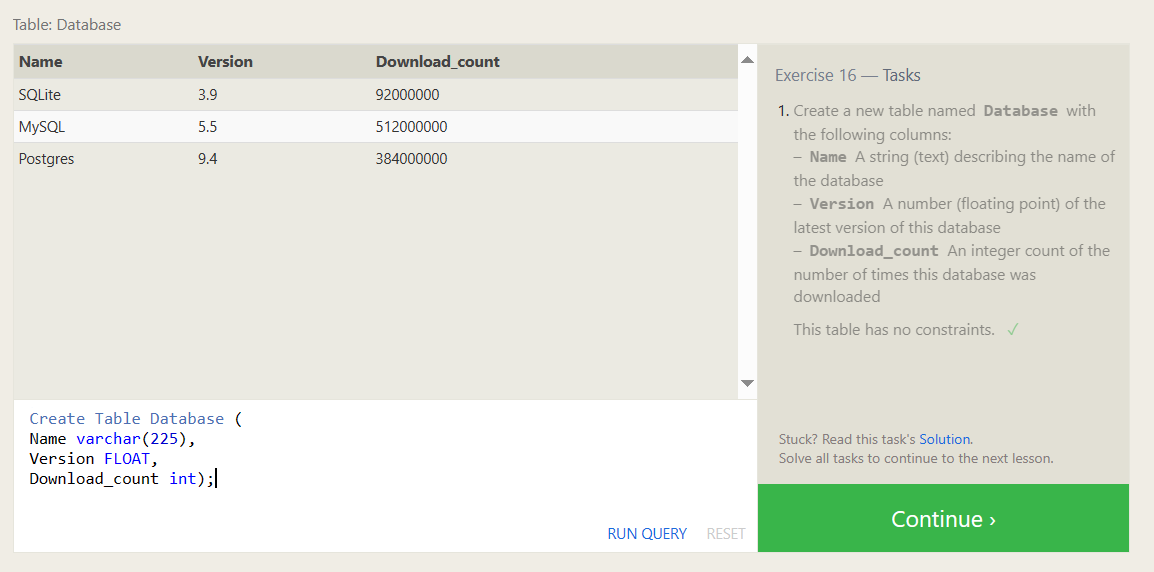 Table: Database
Name Version Download_count
SQLite 3.9 92000000
MySQL 5.5 512000000
Postgres 9.4 384000000
Create Table Database (
Name varchar(225),
Version FLOAT,
Download_count int);
RUN QUERY RESET
Exercise 16 — Tasks
1. Create a new table named Database with
the following columns:
– Name A string (text) describing the name of
the database
– Version A number (floating point) of the
latest version of this database
– Download_count An integer count of the
number of times this database was
downloaded
This table has no constraints. ✓
Stuck? Read this task's Solution.
Solve all tasks to continue to the next lesson.
Continue ›